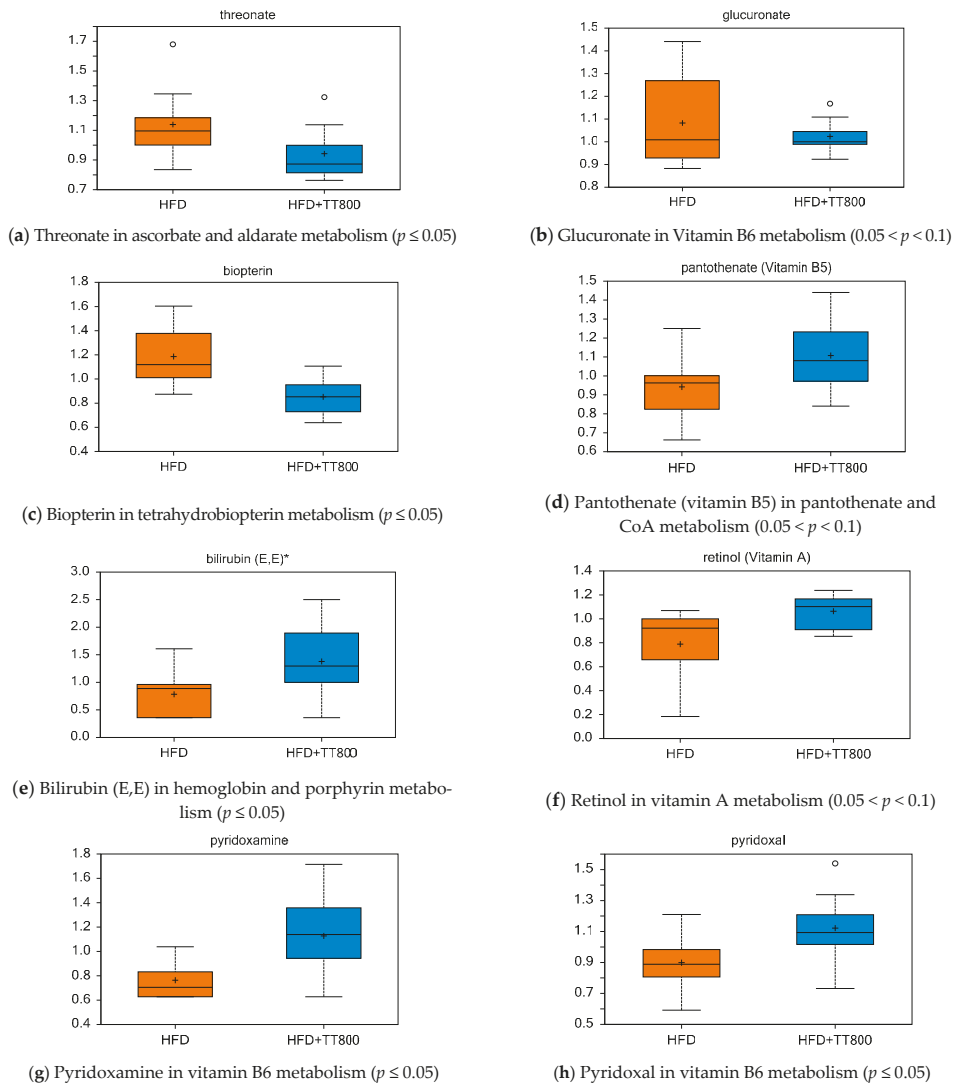 threonate
1.7
1.5
1.3
1.1
0.9
0.7
HFD
HFD+TT800
(a) Threonate in ascorbate and aldarate metabolism (p ≤ 0.05)
glucuronate
1.5
1.4
1.3
1.2
1.1
1.0
0.9
0.8
HFD
HFD+TT800
(b) Glucuronate in Vitamin B6 metabolism (0.05 < p < 0.1)
biopterin
1.8
1.6
1.4
1.2
1.0
0.8
0.6
0.4
HFD
HFD+TT800
(c) Biopterin in tetrahydrobiopterin metabolism (p ≤ 0.05)
pantothenate (Vitamin B5)
1.5
1.4
1.3
1.2
1.1
1.0
0.9
0.8
0.7
0.6
HFD
HFD+TT800
(d) Pantothenate (vitamin B5) in pantothenate and
CoA metabolism (0.05 < p < 0.1)
bilirubin (E,E)*
3.0
2.5
2.0
1.5
1.0
0.5
0.0
HFD
HFD+TT800
(e) Bilirubin (E,E) in hemoglobin and porphyrin metabo-
lism (p ≤ 0.05)
retinol (Vitamin A)
1.4
1.2
1.0
0.8
0.6
0.4
0.2
0.0
HFD
HFD+TT800
(f) Retinol in vitamin A metabolism (0.05 < p < 0.1)
pyridoxamine
1.8
1.6
1.4
1.2
1.0
0.8
0.6
0.4
HFD
HFD+TT800
(g) Pyridoxamine in vitamin B6 metabolism (p ≤ 0.05)
pyridoxal
1.5
1.3
1.1
0.9
0.7
0.5
HFD
HFD+TT800
(h) Pyridoxal in vitamin B6 metabolism (p ≤ 0.05)